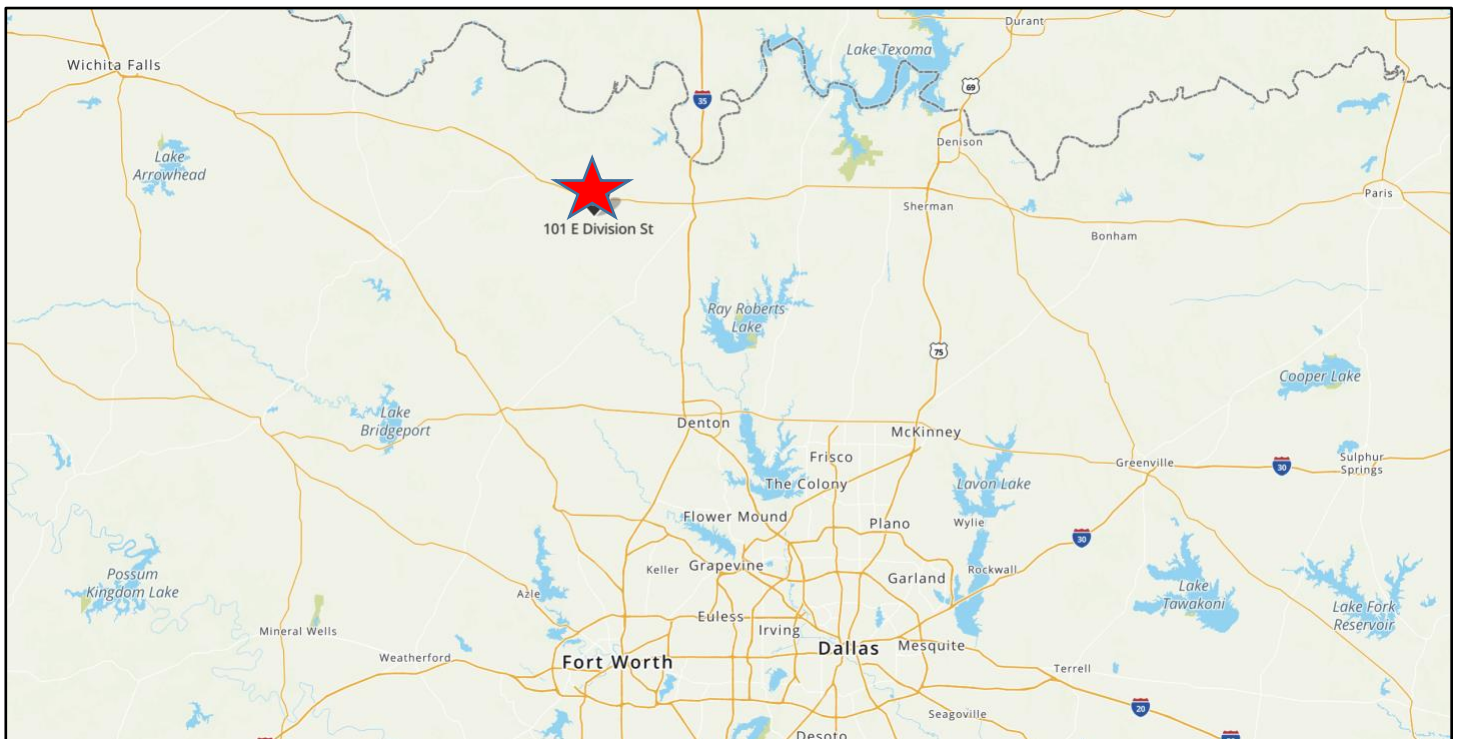 Durant
Lake Texoma
Wichita Falls
69
35
Denison
Lake
Arrowhead
Paris
Sherman
101 E Division St
Bonham
Ray Roberts
Lake
75
Cooper Lake
Lake
Bridgeport
Denton
McKinney
Frisco
Greenville
30
Sulphur
Springs
The Colony
Lavon Lake
Flower Mound
Plano
Wylie
30
Keller
Grapevine
Rockwall
Garland
Possum
Kingdom Lake
Azle
Lake
Tawakoni
Lake Fork
Reservoir
Euless
Irving
Mineral Wells
Dallas
Mesquite
Weatherford
Fort Worth
Terrell
20
Seagoville
Desoto